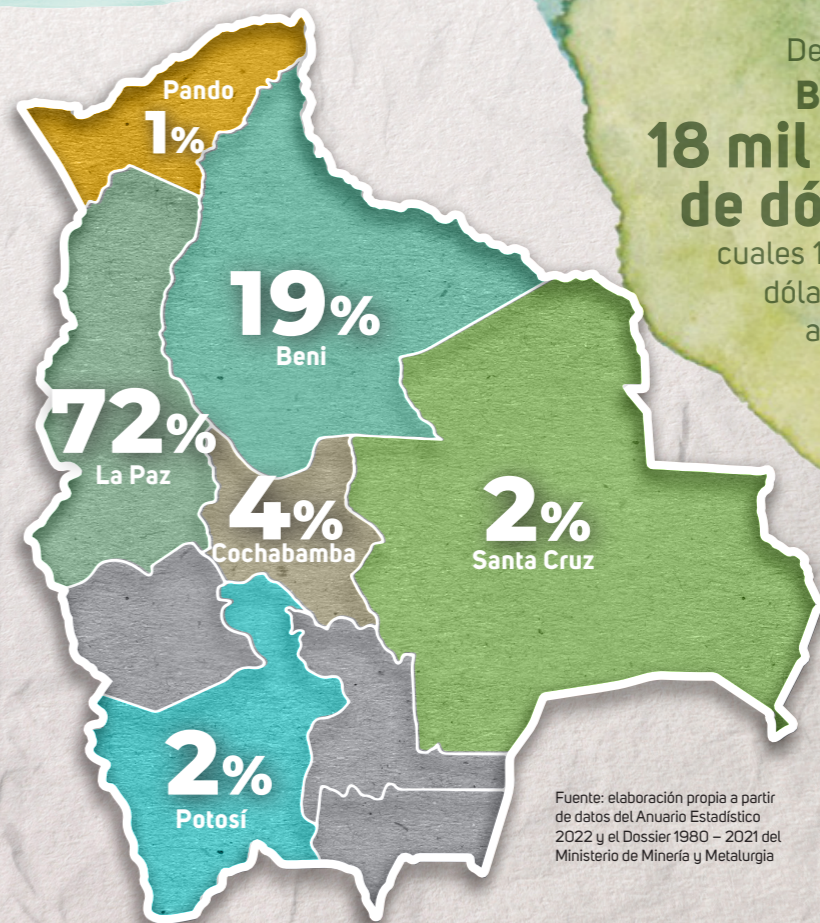 Pando
1%
De
B
18 mil
de dó
cuales 1
dóla
a
19%
Beni
72%
La Paz
4%
Cochabamba
2%
Santa Cruz
2%
Potosí
Fuente: elaboración propia a partir
de datos del Anuario Estadístico
2022 y el Dossier 1980 – 2021 del
Ministerio de Minería y Metalurgia